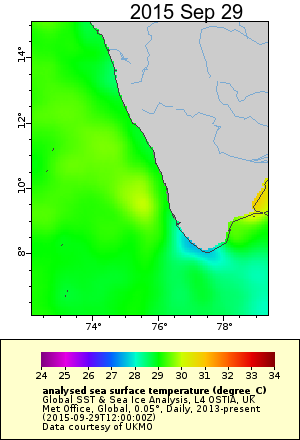 2015 Sep 29
14°
12°
10°
8°
74°
76°
78°
24 25 26 27 28 29 30 31 32 33 34
analysed sea surface temperature (degree_C)
Global SST & Sea Ice Analysis, L4 OSTIA, UK
Met Office, Global, 0.05°, Daily, 2013-present
(2015-09-29T12:00:00Z)
Data courtesy of UKMO